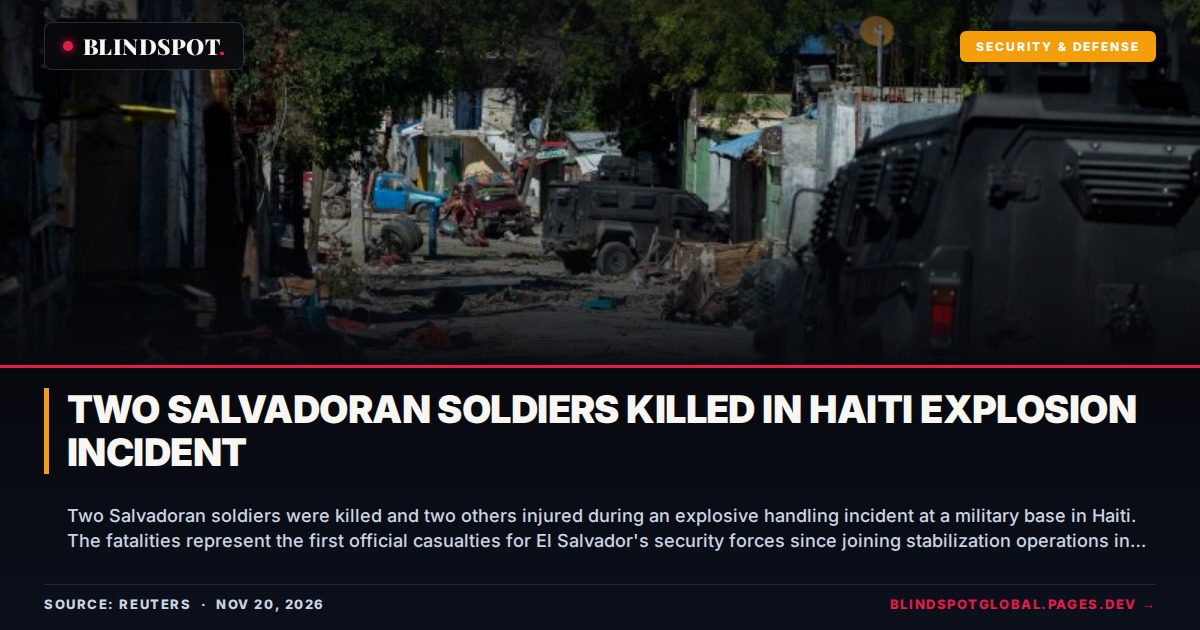 BLINDSPOT.
SECURITY & DEFENSE
TWO SALVADORAN SOLDIERS KILLED IN HAITI EXPLOSION
INCIDENT
Two Salvadoran soldiers were killed and two others injured during an explosive handling incident at a military base in Haiti.
The fatalities represent the first official casualties for El Salvador's security forces since joining stabilization operations in...
SOURCE: REUTERS · NOV 20, 2026
BLINDSPOTGLOBAL.PAGES.DEV →